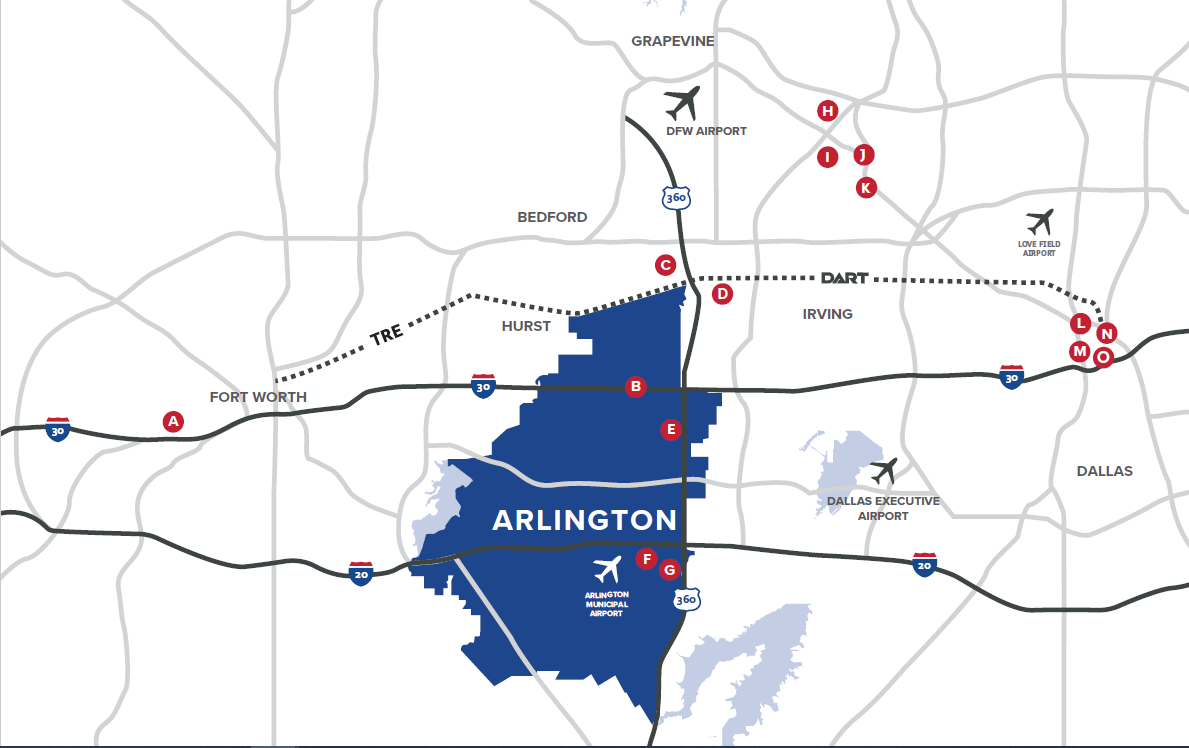 GRAPEVINE
H
DFW AIRPORT
I
J
K
360
BEDFORD
LOVE FIELD
AIRPORT
C
DART
D
TRE
HURST
IRVING
L
N
M
O
30
30
B
FORT WORTH
A
30
E
DALLAS
DALLAS EXECUTIVE
AIRPORT
ARLINGTON
F
G
20
20
ARLINGTON
MUNICIPAL
AIRPORT
360